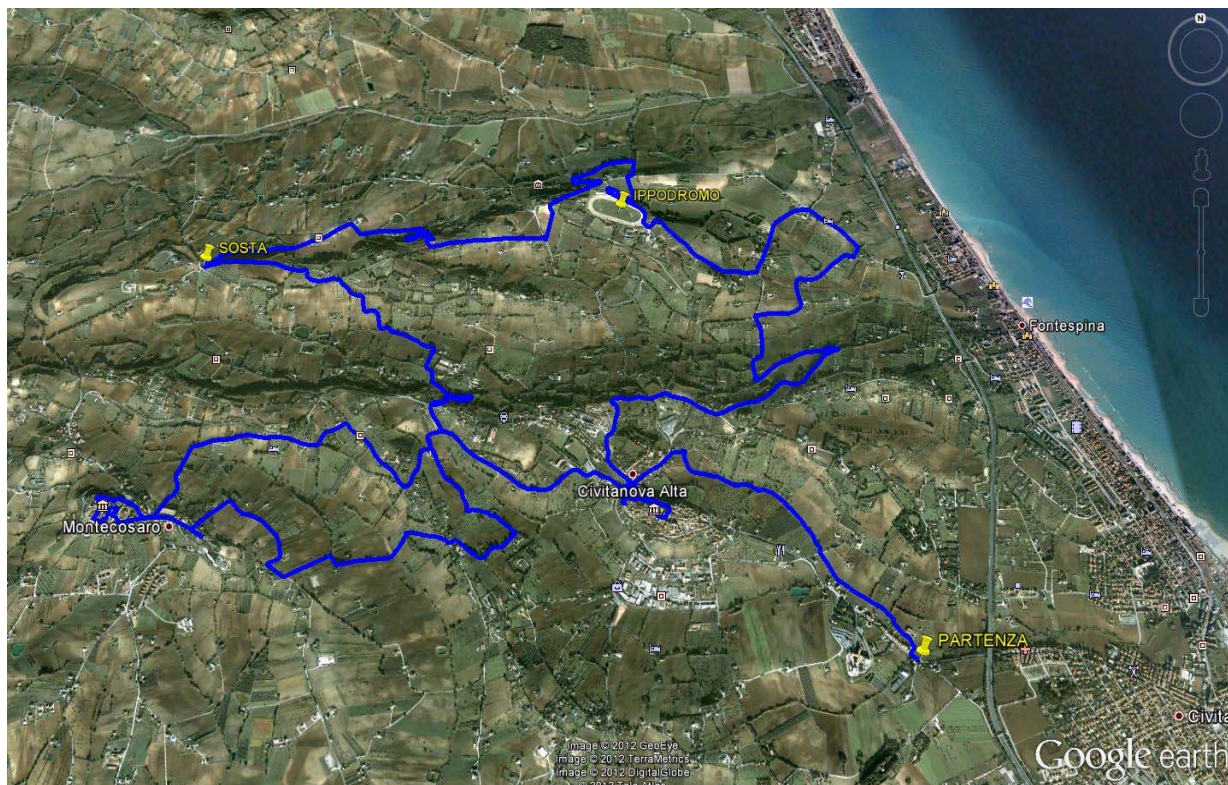 N
IPPODROMO
SOSTA
Fontespina
Civitanova Alta
Montecosaro
PARTENZA
Civita
Image © 2012 GeoEye
Image © 2012 TerraMetrics
Image © 2012 DigitalGlobe
Google earth